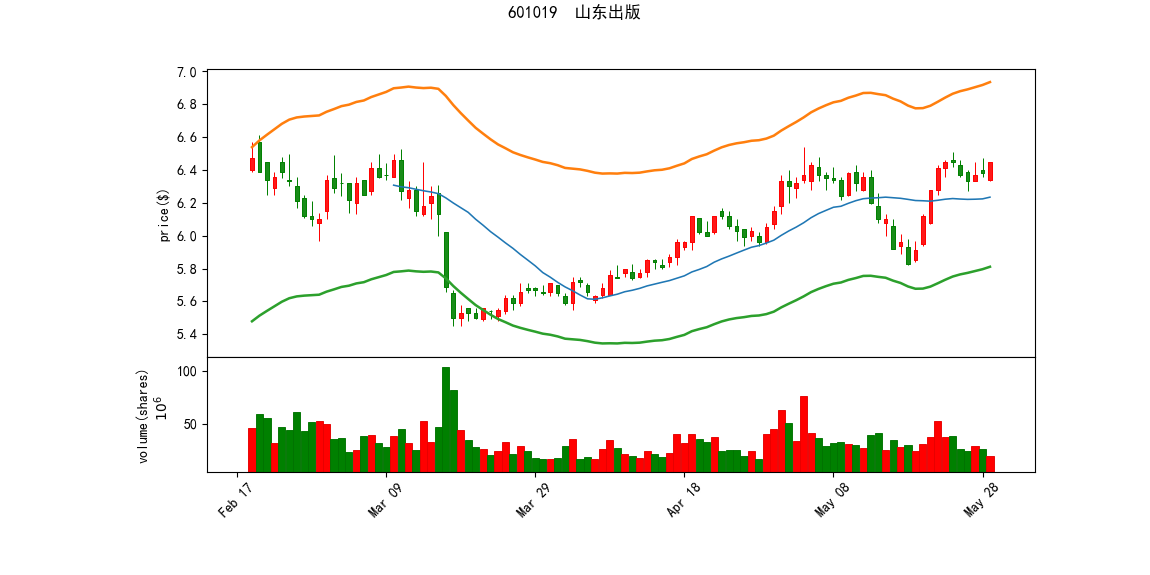 601019 山东出版
7.0
6.8
6.6
6.4
6.2
6.0
5.8
5.6
5.4
price($)
100
50
volume(shares)
10^6
Feb 17
Mar 09
Mar 29
Apr 18
May 08
May 28